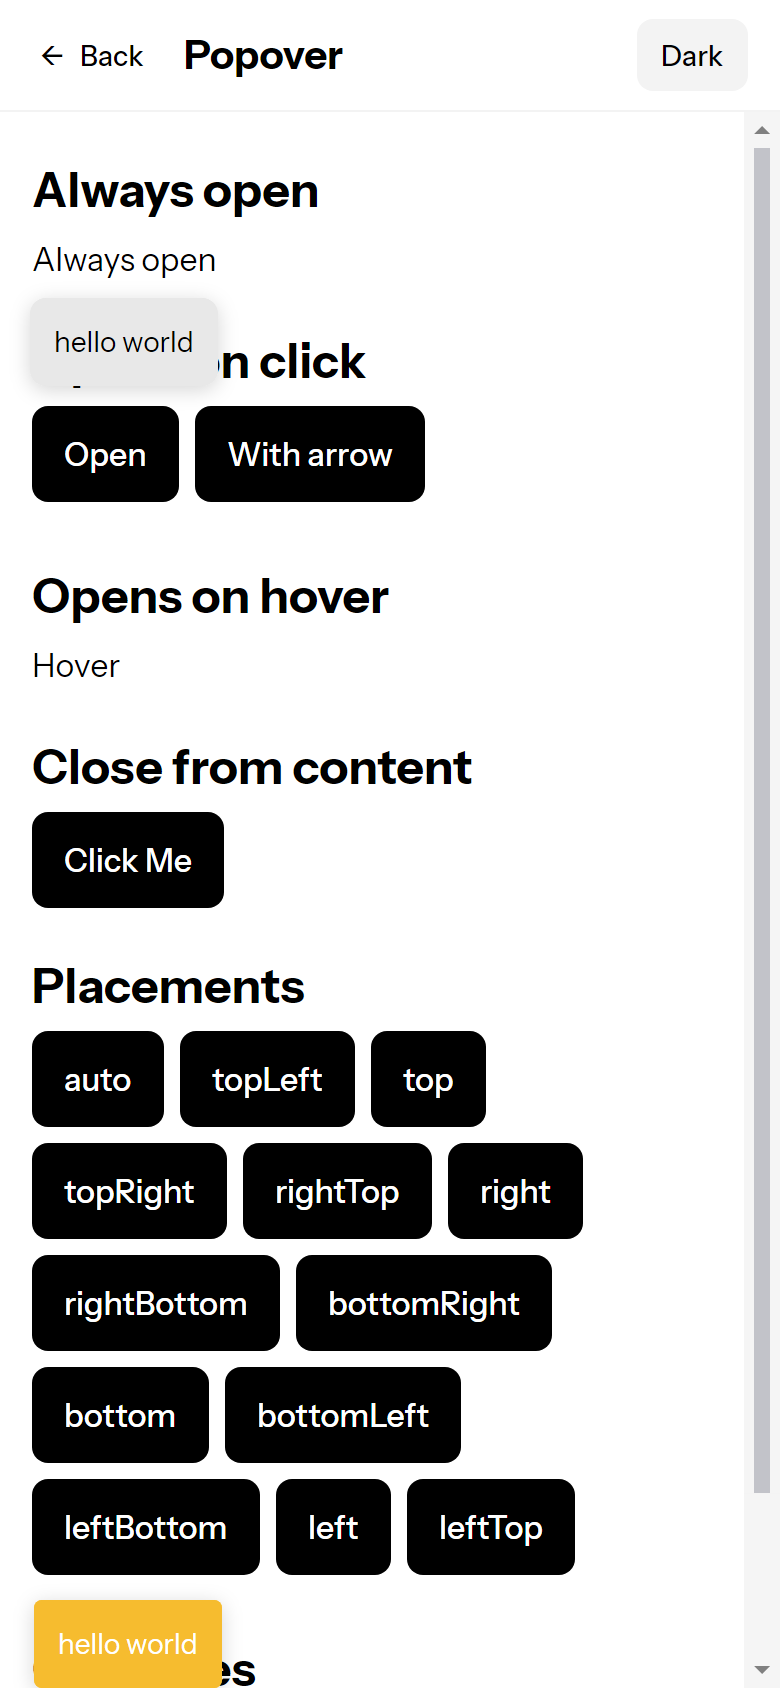 ← Back Popover Dark
Always open
Always open
hello world
n click
Open With arrow
Opens on hover
Hover
Close from content
Click Me
Placements
auto topLeft top
topRight rightTop right
rightBottom bottomRight
bottom bottomLeft
leftBottom left leftTop
hello world
es